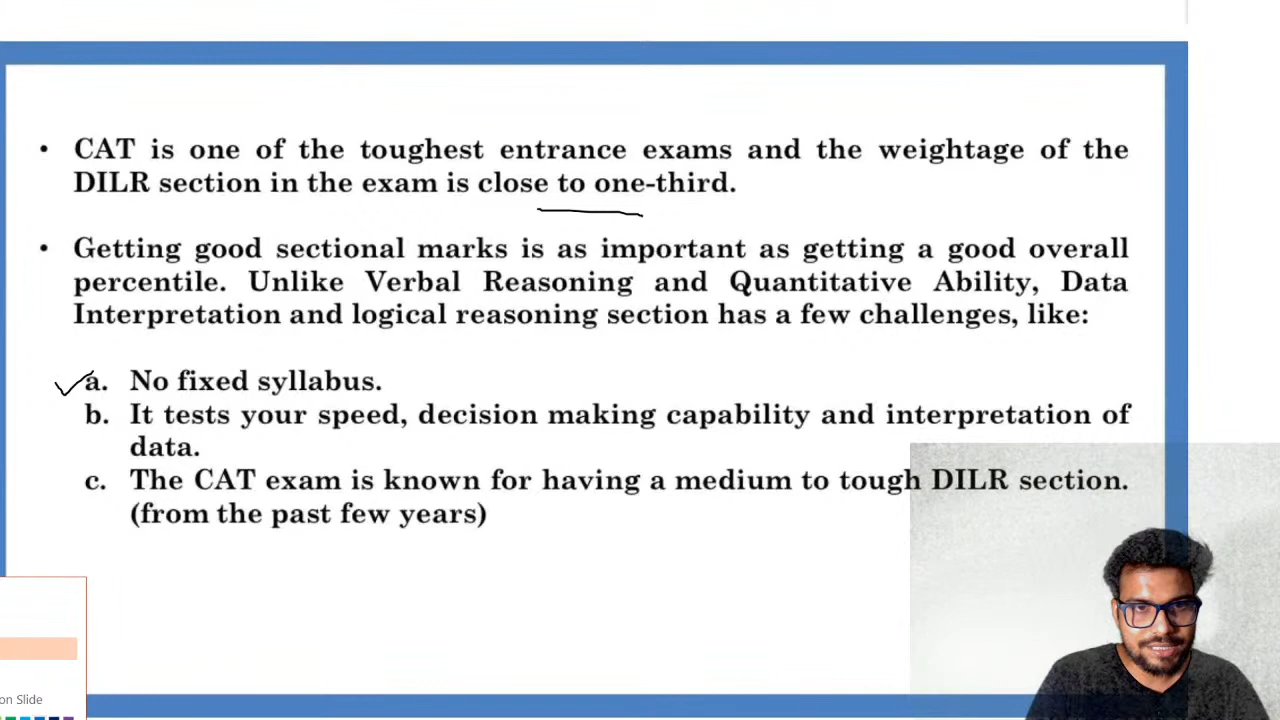 • CAT is one of the toughest entrance exams and the weightage of the
DILR section in the exam is close to one-third.
• Getting good sectional marks is as important as getting a good overall
percentile. Unlike Verbal Reasoning and Quantitative Ability, Data
Interpretation and logical reasoning section has a few challenges, like:
a. No fixed syllabus.
b. It tests your speed, decision making capability and interpretation of
data.
c. The CAT exam is known for having a medium to tough DILR section.
(from the past few years)
on Slide